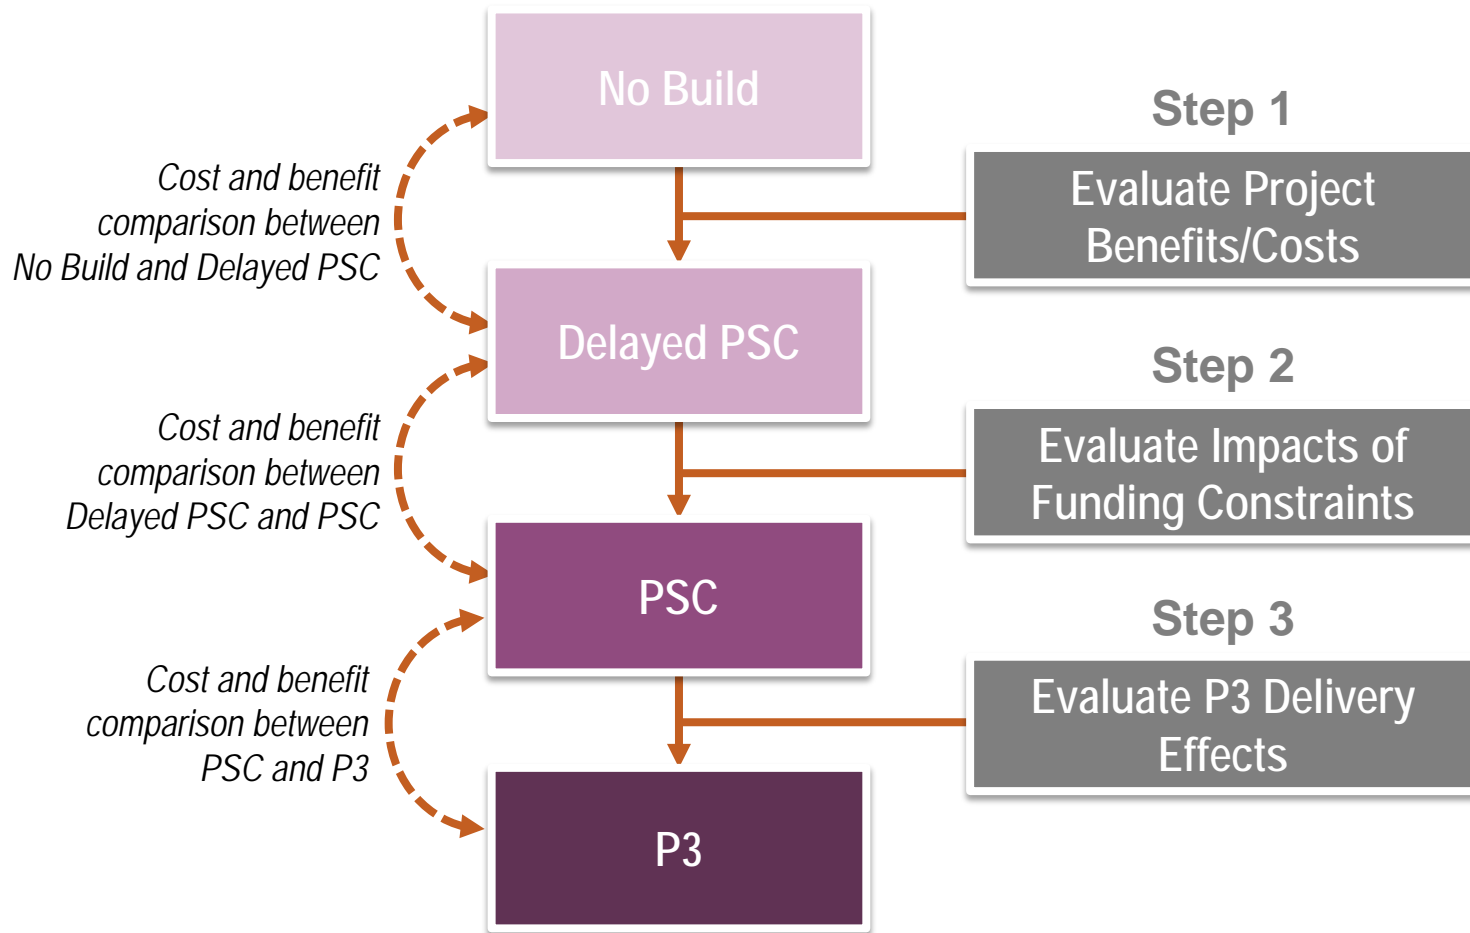 No Build
Step 1
Cost and benefit
comparison between
No Build and Delayed PSC
Evaluate Project
Benefits/Costs
Delayed PSC
Step 2
Cost and benefit
comparison between
Delayed PSC and PSC
Evaluate Impacts of
Funding Constraints
PSC
Step 3
Cost and benefit
comparison between
PSC and P3
Evaluate P3 Delivery
Effects
P3